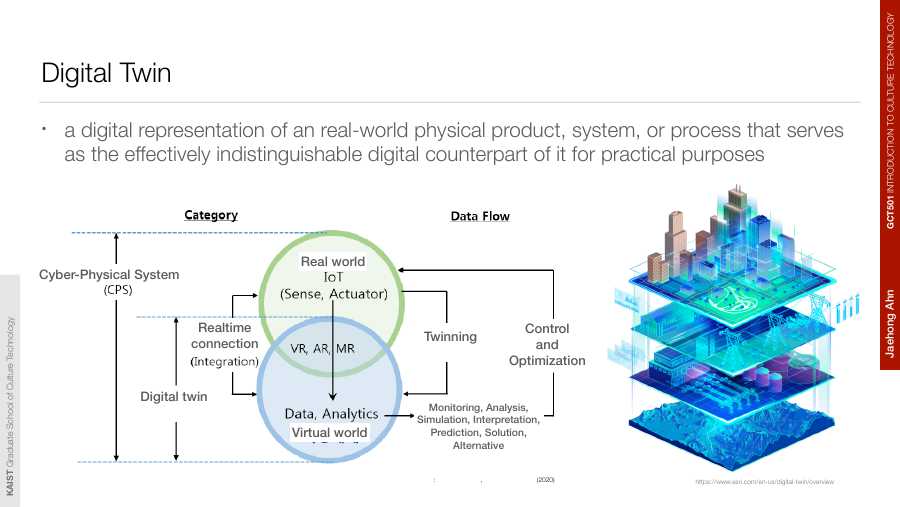 Digital Twin
• a digital representation of an real-world physical product, system, or process that serves
as the effectively indistinguishable digital counterpart of it for practical purposes
Category
Data Flow
Cyber-Physical System
(CPS)
Digital twin
Realtime
connection
(Integration)
Real world
IoT
(Sense, Actuator)
VR, AR, MR
Data, Analytics
Virtual world
Twinning
Control
and
Optimization
Monitoring, Analysis,
Simulation, Interpretation,
Prediction, Solution,
Alternative
(2020)
https://www.esri.com/en-us/digital-twin/overview
GCT501 INTRODUCTION TO CULTURE TECHNOLOGY
Jaehong Ahn
KAIST Graduate School of Culture Technology